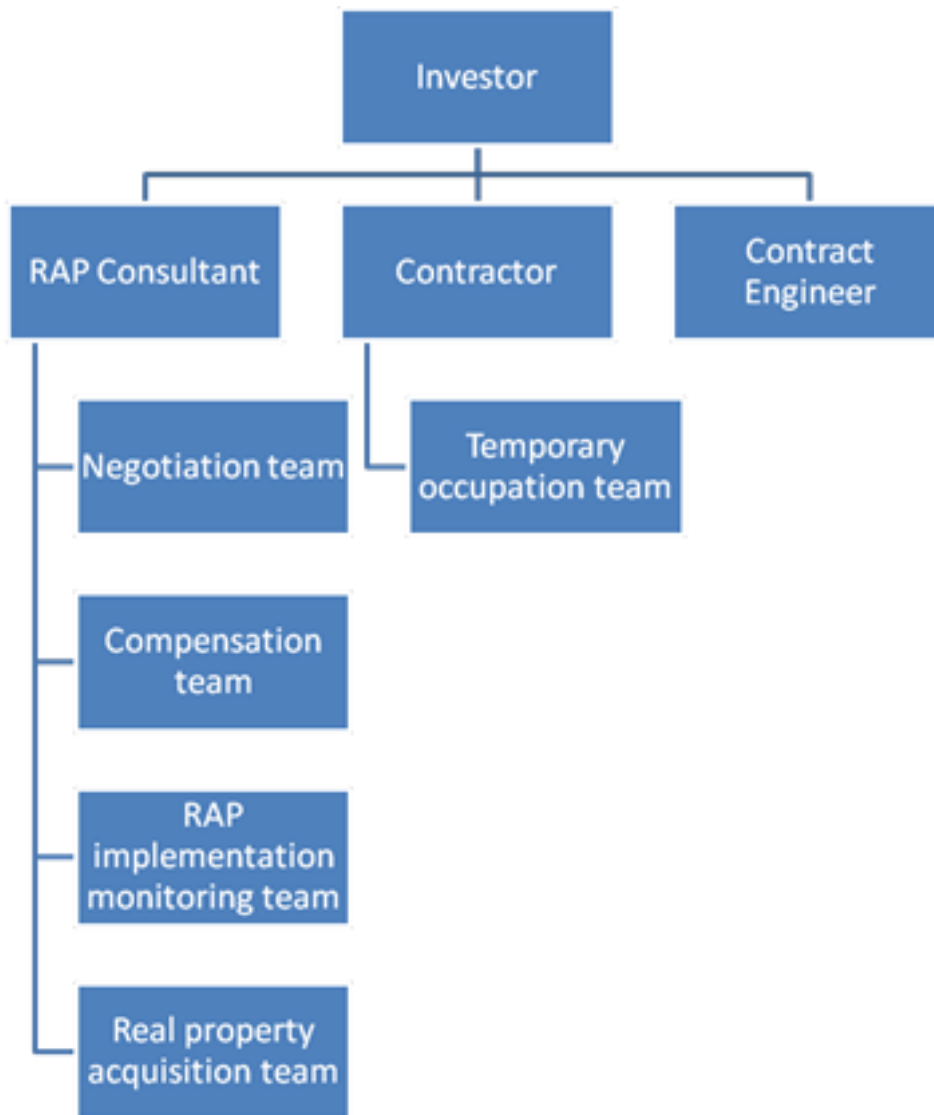 Investor
RAP Consultant
Contractor
Contract
Engineer
Negotiation team
Temporary
occupation team
Compensation
team
RAP
implementation
monitoring team
Real property
acquisition team